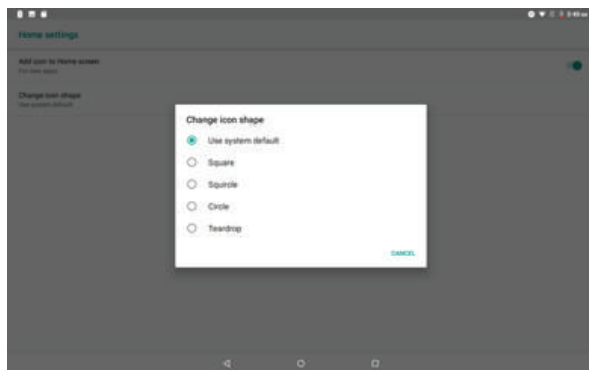 Home settings
Add icon to Home screen
For new apps
Change icon shape
Use system default
Change icon shape
Use system default
Square
Squircle
Circle
Teardrop
CANCEL